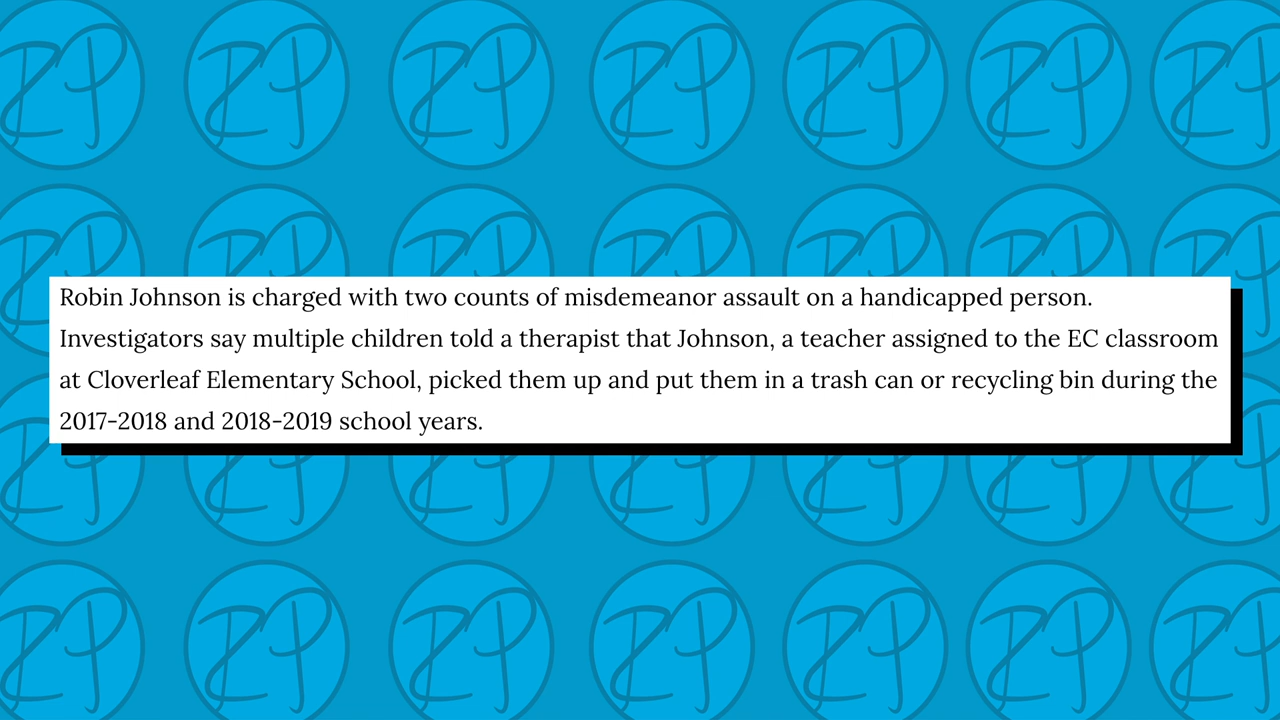 Robin Johnson is charged with two counts of misdemeanor assault on a handicapped person.
Investigators say multiple children told a therapist that Johnson, a teacher assigned to the EC classroom
at Cloverleaf Elementary School, picked them up and put them in a trash can or recycling bin during the
2017-2018 and 2018-2019 school years.